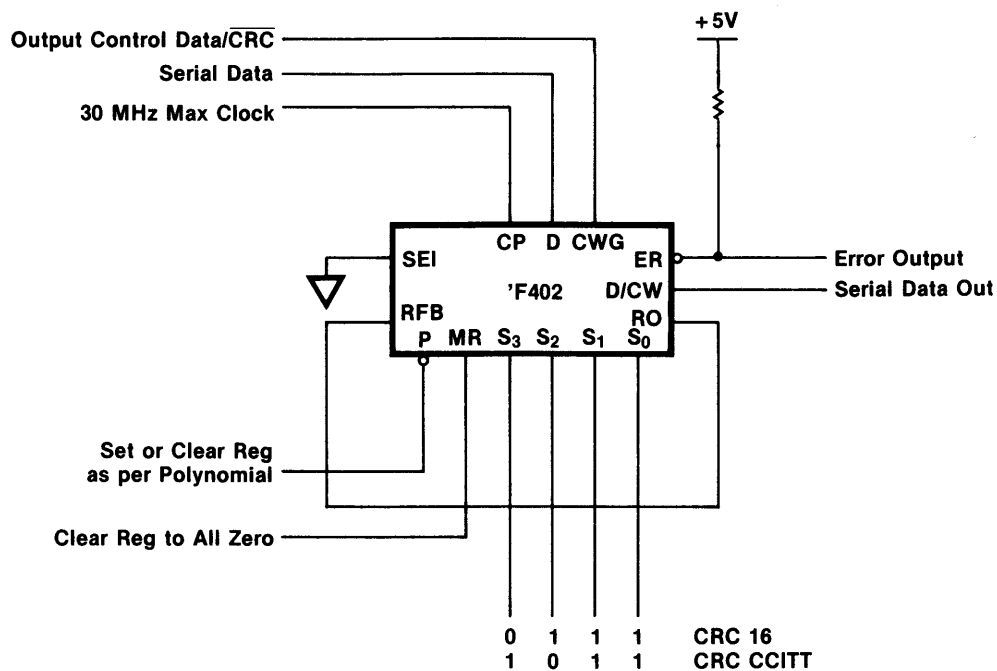 +5V
Output Control Data/CRC
Serial Data
30 MHz Max Clock
CP D CWG
SEI
ER
Error Output
'F402
D/CW
Serial Data Out
RFB
RO
P MR S3 S2 S1 S0
Set or Clear Reg
as per Polynomial
Clear Reg to All Zero
0 1 1 1 CRC 16
1 0 1 1 CRC CCITT